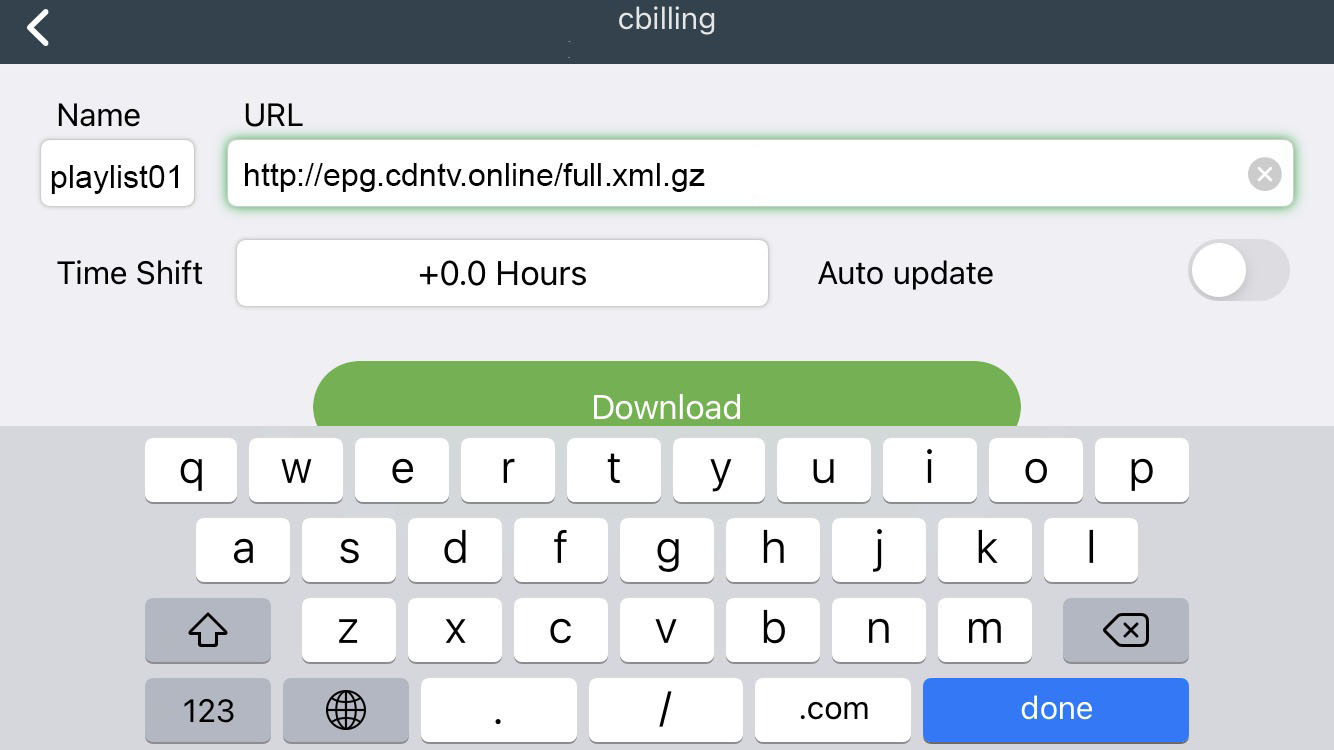 cbilling
Name URL
playlist01 http://epg.cdntv.online/full.xml.gz
Time Shift +0.0 Hours Auto update
Download
q w e r t y u i o p
a s d f g h j k l
z x c v b n m
123 . / .com done